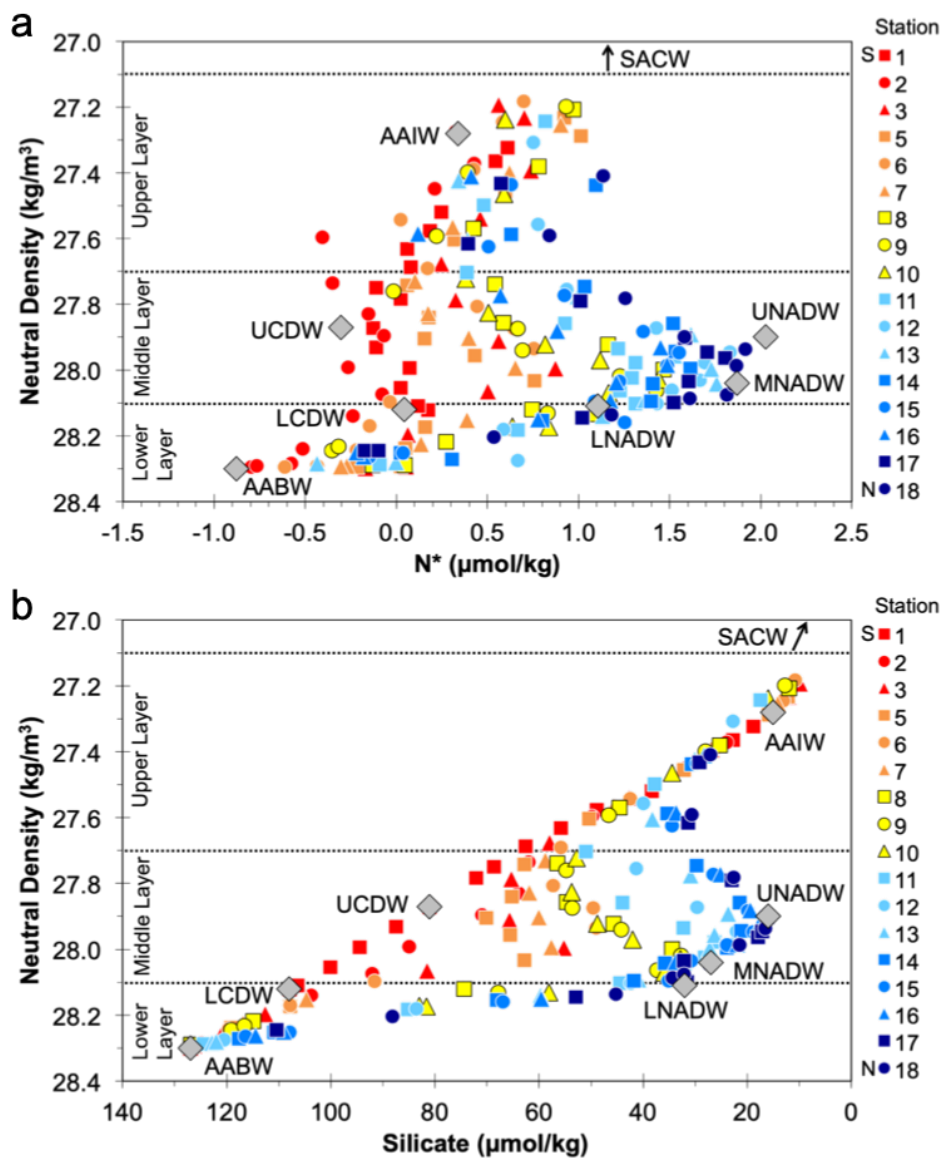 a
Station
27.0
SACW
S 1
27.2
2
3
AAIW
5
Upper Layer
27.4
6
7
27.6
8
9
10
Neutral Density (kg/m³)
27.8
UNADW
11
Middle Layer
UCDW
12
28.0
13
MNADW
14
LCDW
15
LNADW
28.2
16
Lower
Layer
17
AABW
N 18
28.4
-1.5 -1.0 -0.5 0.0 0.5 1.0 1.5 2.0 2.5
N* (µmol/kg)
b
Station
27.0
SACW
S 1
27.2
2
3
AAIW
5
Upper Layer
27.4
6
7
27.6
8
9
10
Neutral Density (kg/m³)
27.8
UNADW
11
Middle Layer
UCDW
12
28.0
13
MNADW
14
LCDW
15
LNADW
28.2
16
Lower
Layer
17
AABW
N 18
28.4
140 120 100 80 60 40 20 0
Silicate (µmol/kg)